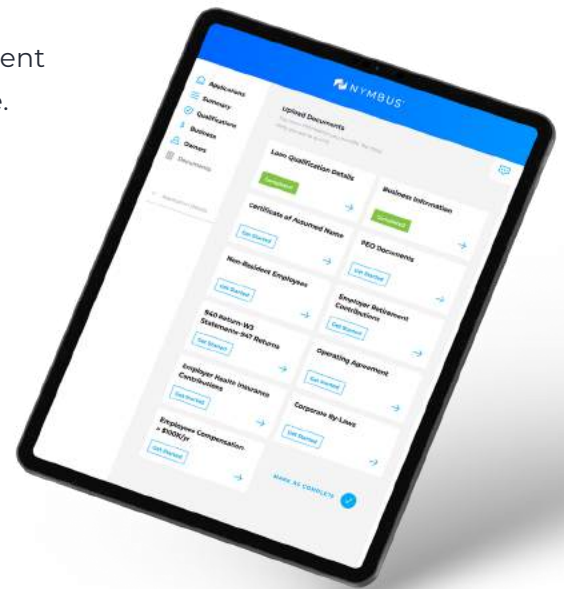 ent
e.
NYMBUS
Applications
Summary
Qualifications
Business
Owners
Documents
Upload Documents
Loan Qualification Details
Completed
Business Information
Completed
Certificate of Assumed Name
Get Started
PEO Documents
Get Started
Non-Resident Employees
Get Started
Employer Retirement
Contributions
Get Started
940 Return-W3
Statements-941 Returns
Get Started
Operating Agreement
Get Started
Employer Health Insurance
Contributions
Get Started
Corporate By-Laws
Get Started
Employees Compensation
> $100K/yr
Get Started
MARK AS COMPLETE